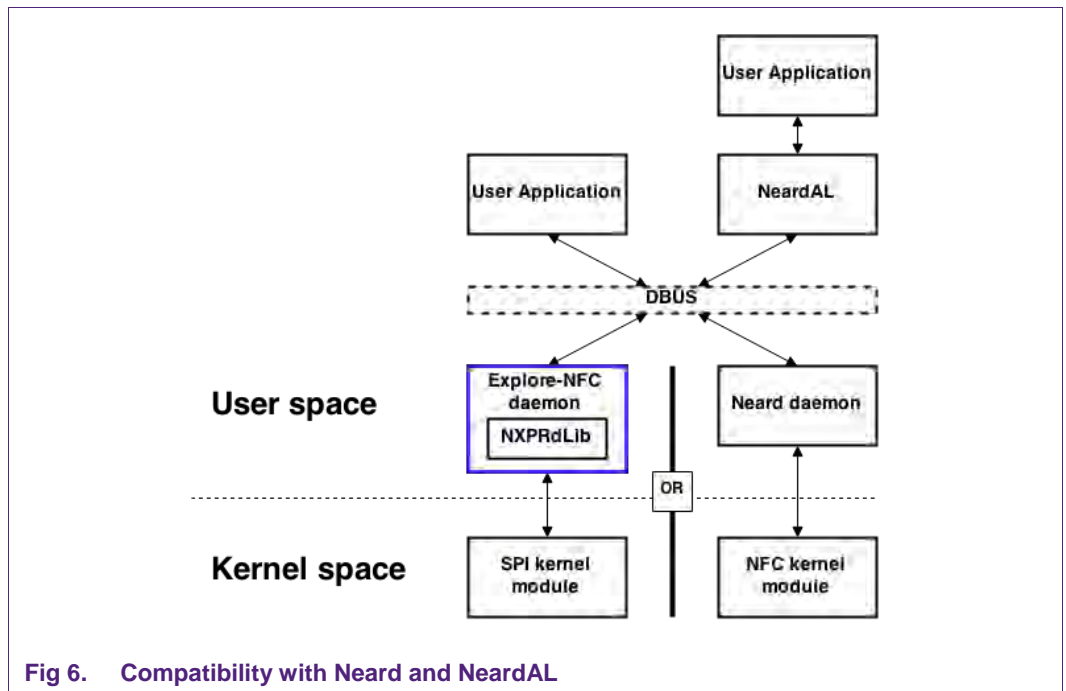 User Application
User Application
NeardAL
DBUS
User space
Explore-NFC
daemon
NXPRdLib
Neard daemon
OR
Kernel space
SPI kernel
module
NFC kernel
module
Fig 6. Compatibility with Neard and NeardAL